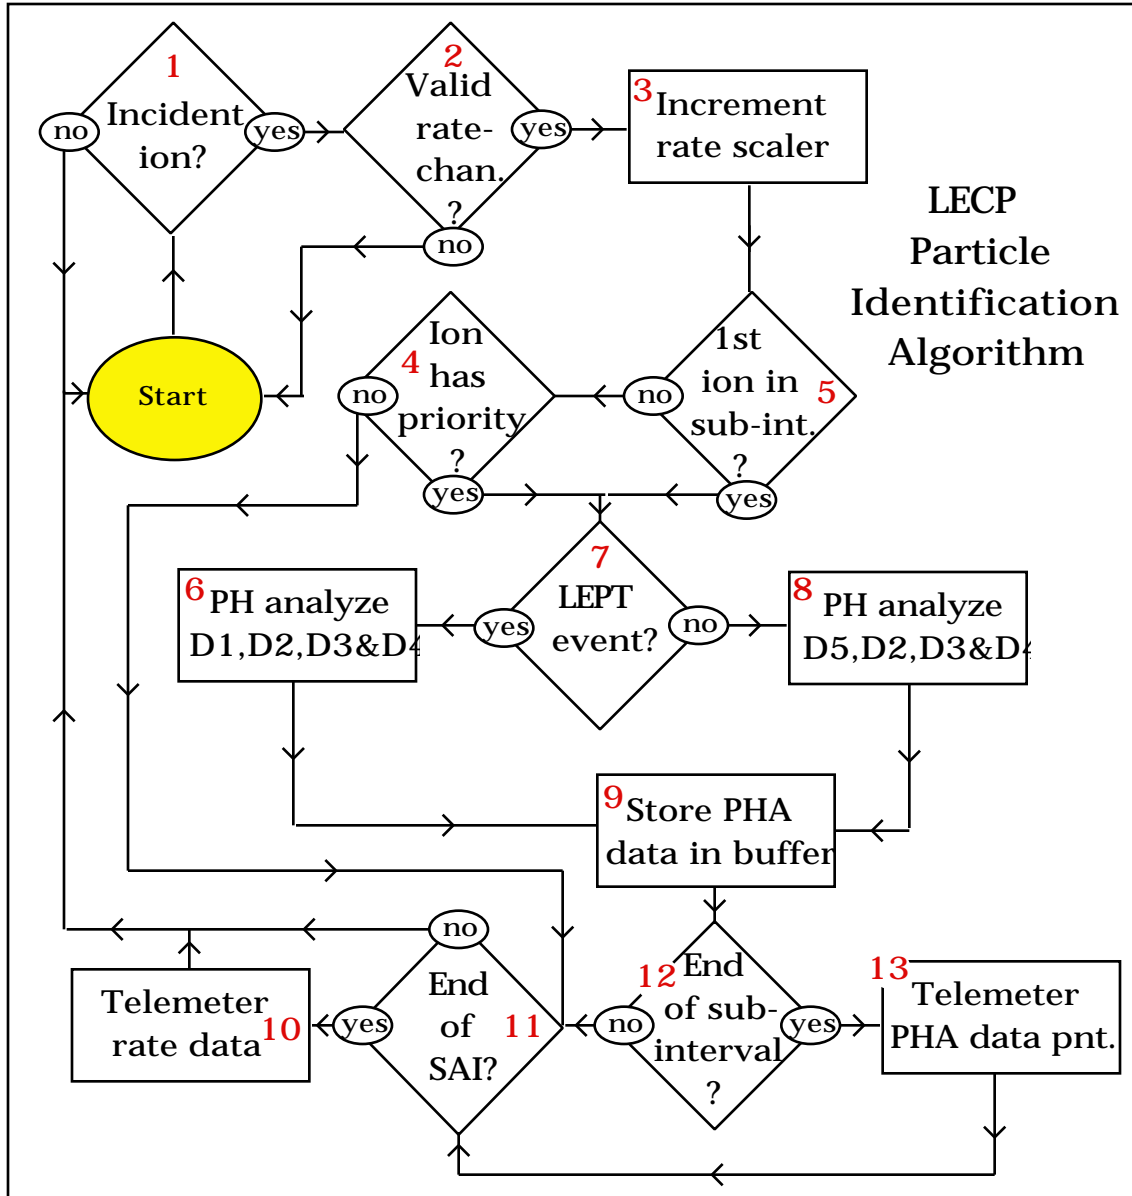 1
Incident
ion?
no
yes
2
Valid
rate-
chan.
?
yes
no
3
Increment
rate scaler
LECP
Particle
Identification
Algorithm
Start
Ion
4
has
priority
?
no
yes
1st
ion in
5
sub-int.
?
no
yes
6
PH analyze
D1,D2,D3&D4
7
LEPT
event?
yes
no
8
PH analyze
D5,D2,D3&D4
9
Store PHA
data in buffer
no
End
of
11
SAI?
yes
Telemeter
rate data
10
12
End
of sub-
interval
?
no
yes
13
Telemeter
PHA data pnt.